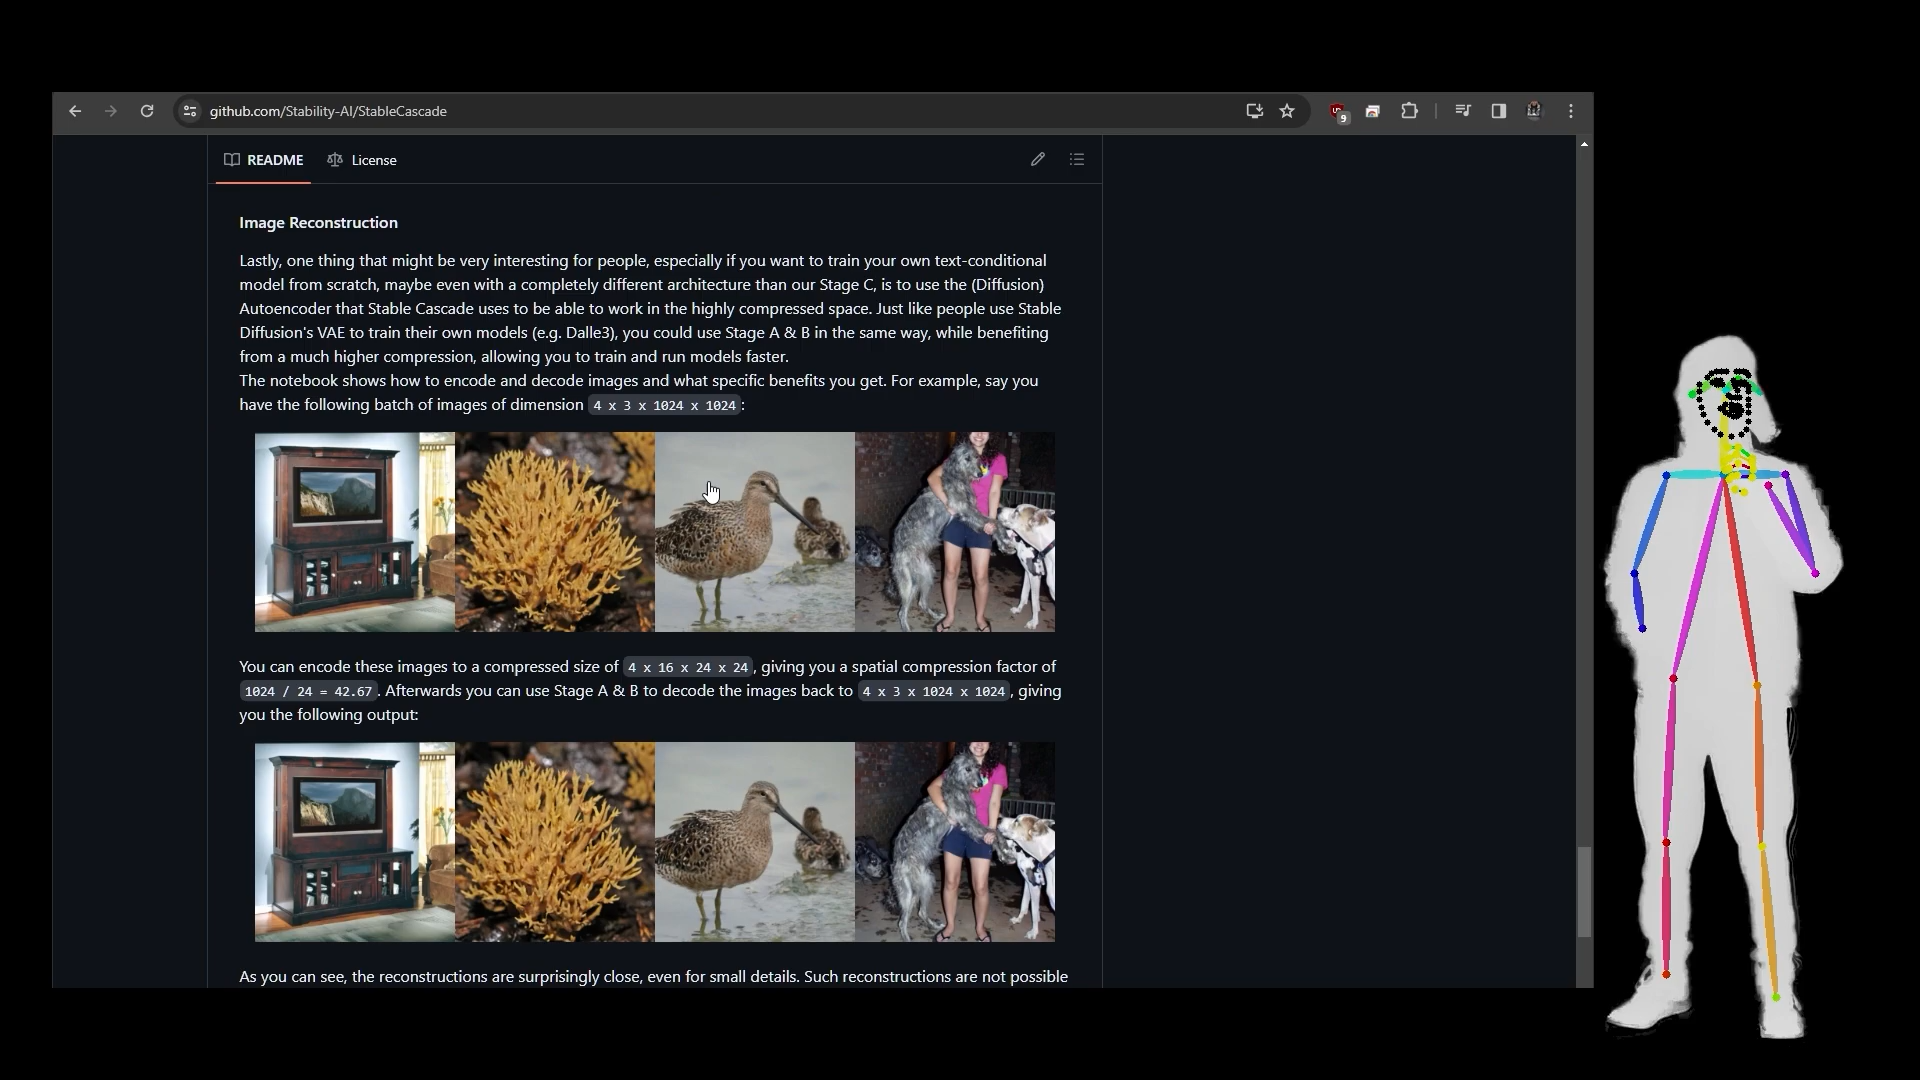 github.com/Stability-AI/StableCascade
9
README
License
Image Reconstruction
Lastly, one thing that might be very interesting for people, especially if you want to train your own text-conditional
model from scratch, maybe even with a completely different architecture than our Stage C, is to use the (Diffusion)
Autoencoder that Stable Cascade uses to be able to work in the highly compressed space. Just like people use Stable
Diffusion's VAE to train their own models (e.g. Dalle3), you could use Stage A & B in the same way, while benefiting
from a much higher compression, allowing you to train and run models faster.
The notebook shows how to encode and decode images and what specific benefits you get. For example, say you
have the following batch of images of dimension 4 x 3 x 1024 x 1024:
You can encode these images to a compressed size of 4 x 16 x 24 x 24, giving you a spatial compression factor of
1024 / 24 = 42.67. Afterwards you can use Stage A & B to decode the images back to 4 x 3 x 1024 x 1024, giving
you the following output:
As you can see, the reconstructions are surprisingly close, even for small details. Such reconstructions are not possible